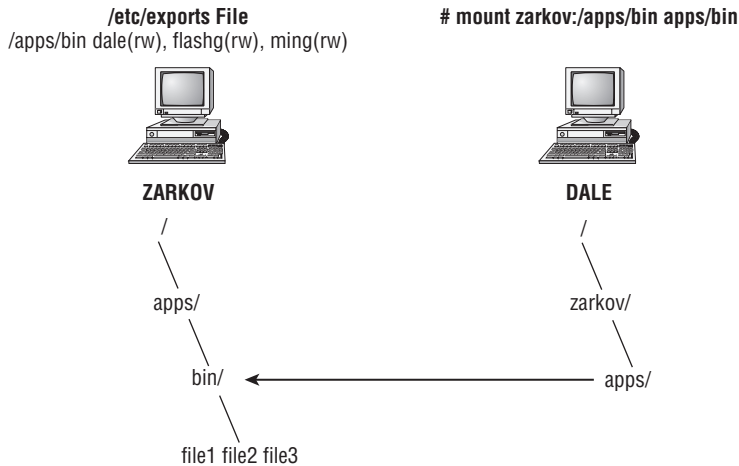 /etc/exports File
/apps/bin dale(rw), flashg(rw), ming(rw)
# mount zarkov:/apps/bin apps/bin
ZARKOV
DALE
/
/
apps/
zarkov/
bin/
apps/
file1 file2 file3